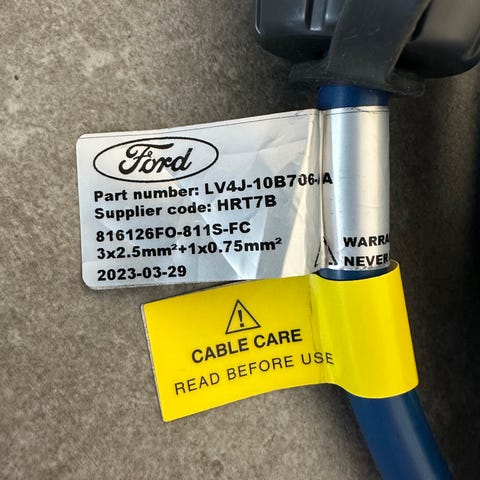 Ford
Part number: LV4J-10B706-A
Supplier code: HRT7B
816126FO-811S-FC
3x2.5mm²+1x0.75mm²
2023-03-29
NEVER
CABLE CARE
READ BEFORE USE